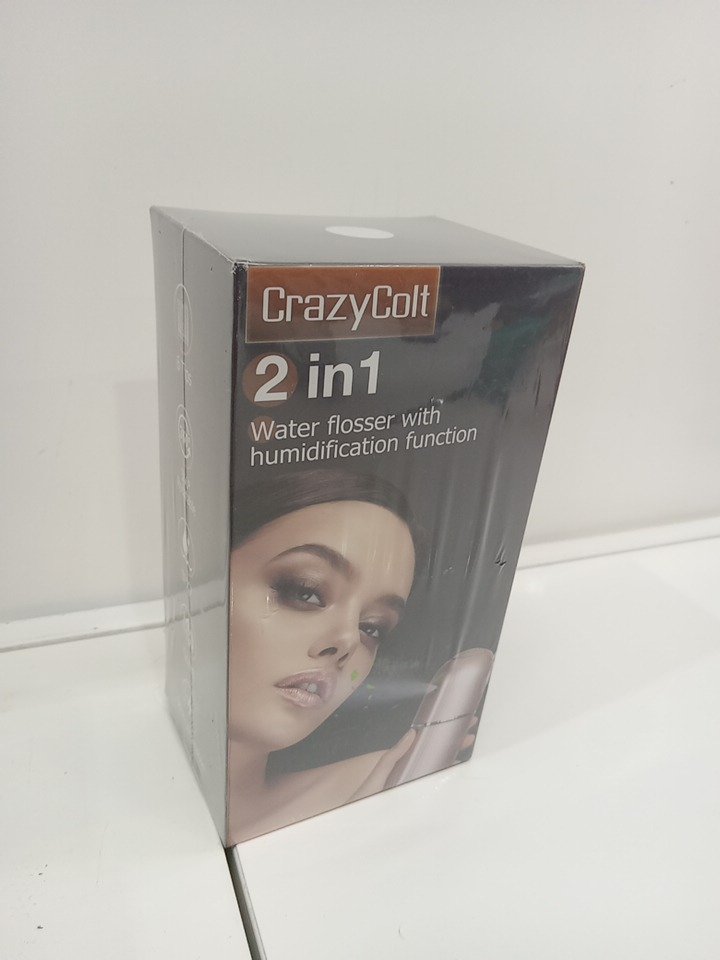 CrazyColt
2 in1
Water flosser with
humidification function